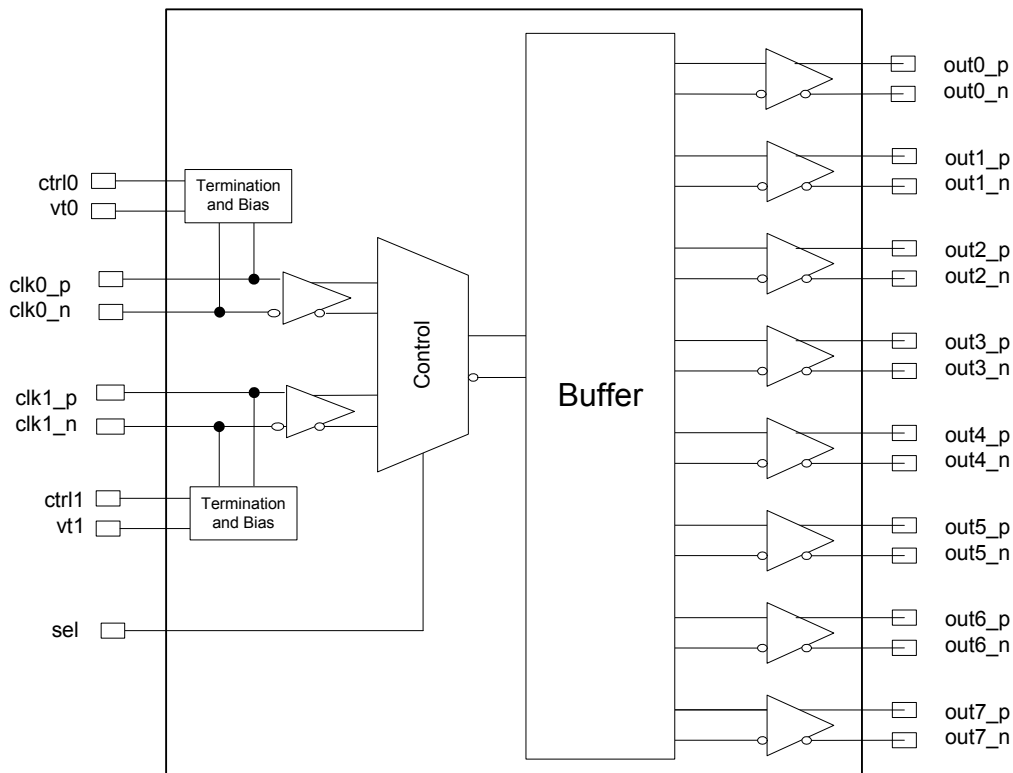 ctrl0
vt0
Termination
and Bias
clk0_p
clk0_n
clk1_p
clk1_n
ctrl1
vt1
Termination
and Bias
sel
Control
Buffer
out0_p
out0_n
out1_p
out1_n
out2_p
out2_n
out3_p
out3_n
out4_p
out4_n
out5_p
out5_n
out6_p
out6_n
out7_p
out7_n